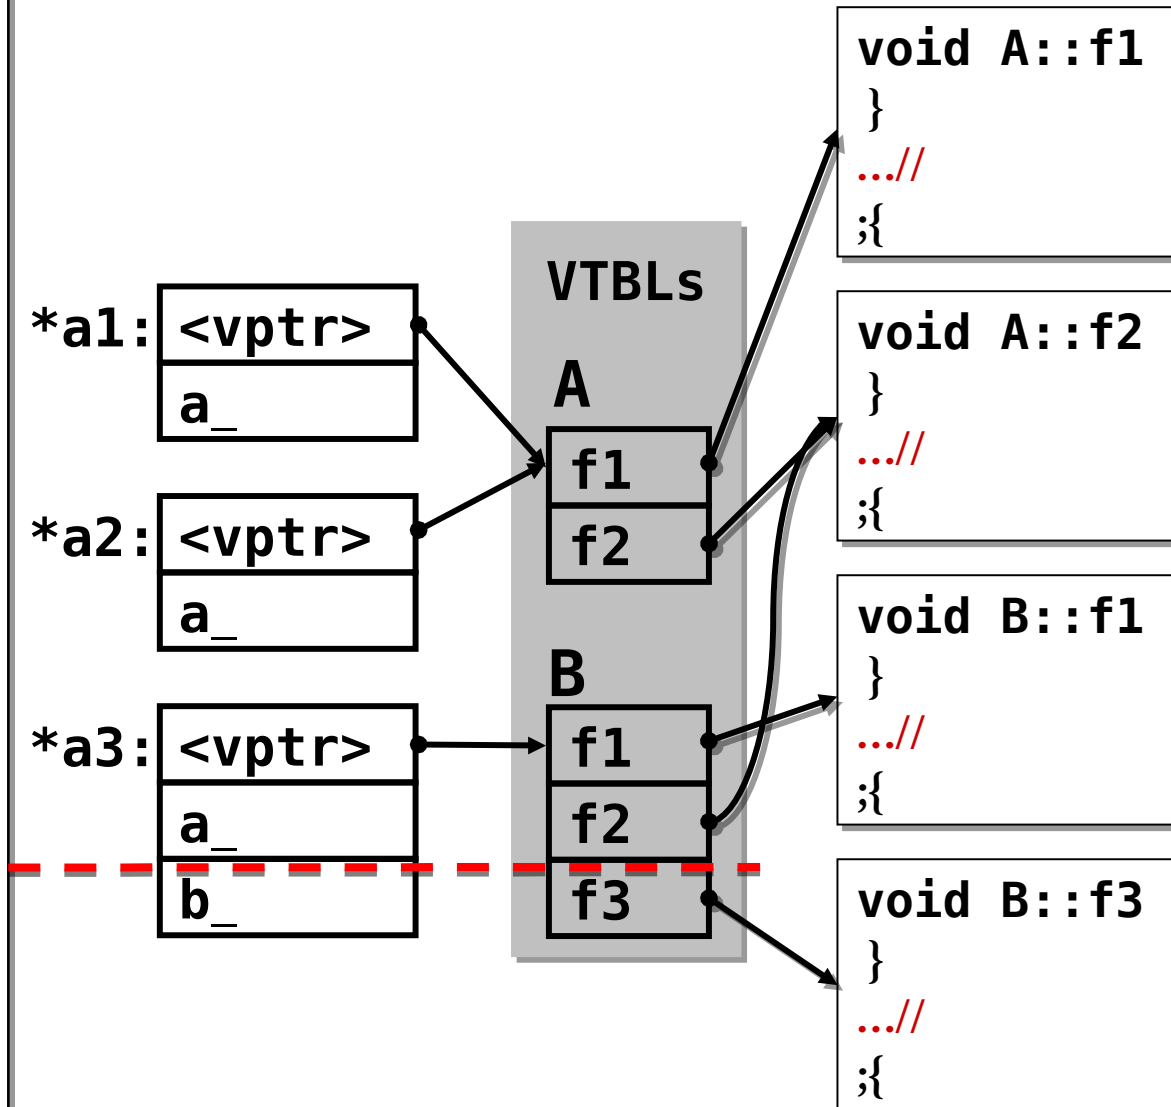 VTBLs
*a1:
<vptr>
a_
*a2:
<vptr>
a_
*a3:
<vptr>
a_
b_
A
f1
f2
B
f1
f2
f3
void A::f1
}
...//
;{
void A::f2
}
...//
;{
void B::f1
}
...//
;{
void B::f3
}
...//
;{